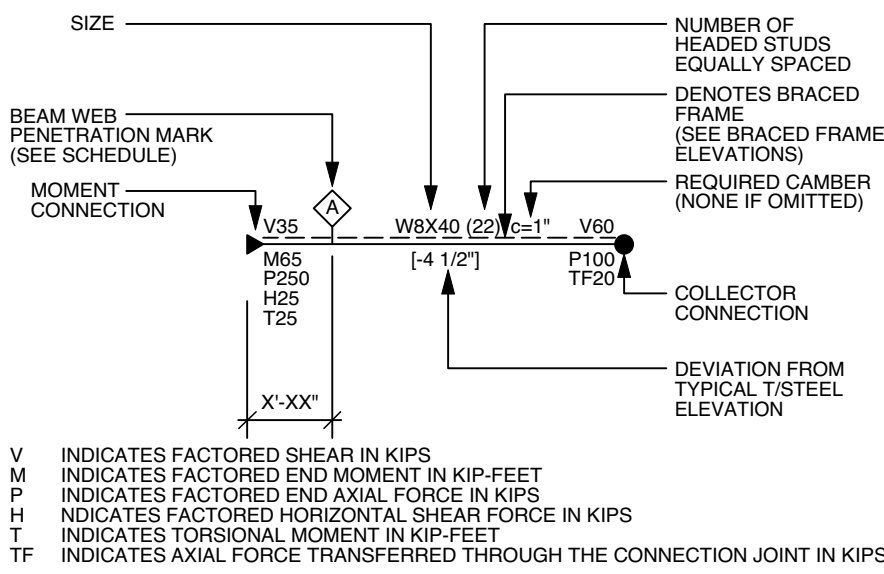 SIZE
NUMBER OF
HEADED STUDS
EQUALLY SPACED
BEAM WEB
PENETRATION MARK
(SEE SCHEDULE)
DENOTES BRACED
FRAME
(SEE BRACED FRAME
ELEVATIONS)
MOMENT
CONNECTION
REQUIRED CAMBER
(NONE IF OMITTED)
A
V35 W8X40 (22) c=1" V60
M65 [-4 1/2"] P100
P250 TF20
H25
T25
COLLECTOR
CONNECTION
DEVIATION FROM
TYPICAL T/STEEL
ELEVATION
X'-XX"
V INDICATES FACTORED SHEAR IN KIPS
M INDICATES FACTORED END MOMENT IN KIP-FEET
P INDICATES FACTORED END AXIAL FORCE IN KIPS
H NDICATES FACTORED HORIZONTAL SHEAR FORCE IN KIPS
T INDICATES TORSIONAL MOMENT IN KIP-FEET
TF INDICATES AXIAL FORCE TRANSFERRED THROUGH THE CONNECTION JOINT IN KIPS